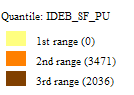 Quantile: IDEB_SF_PU
1st range (0)
2nd range (3471)
3rd range (2036)